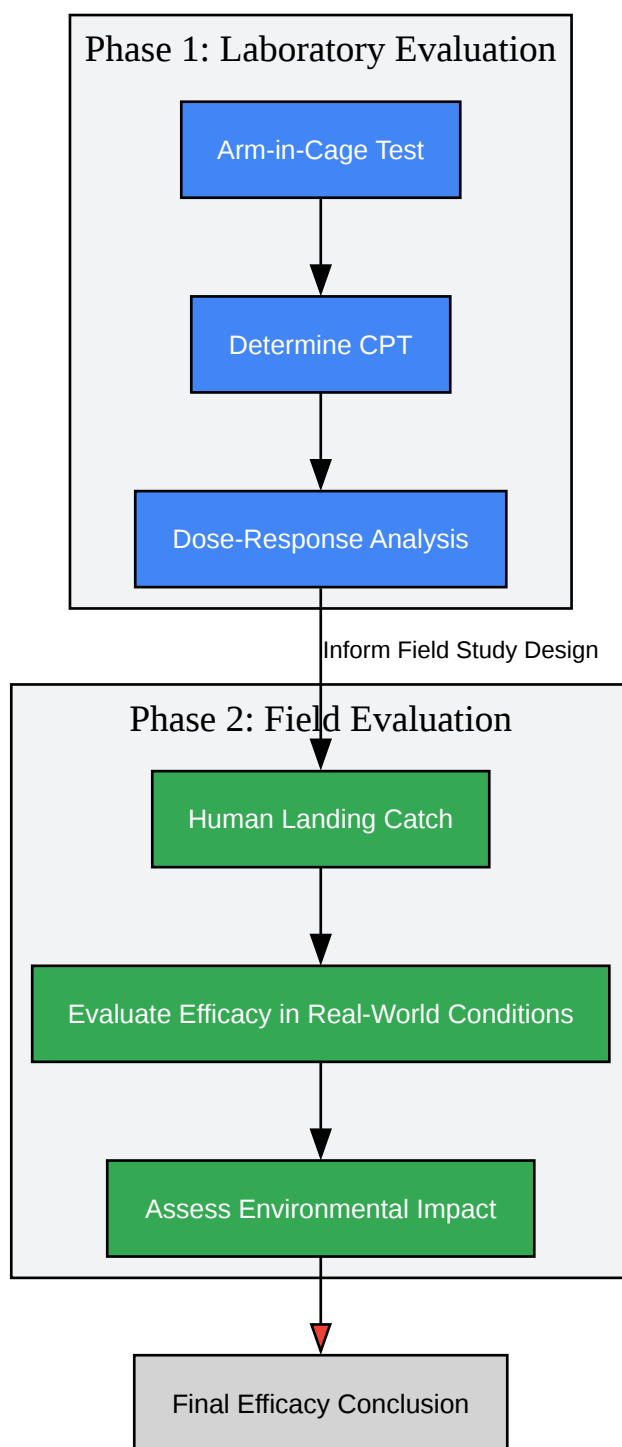 Phase 1: Laboratory Evaluation
Arm-in-Cage Test
Determine CPT
Dose-Response Analysis
Inform Field Study Design
Phase 2: Field Evaluation
Human Landing Catch
Evaluate Efficacy in Real-World Conditions
Assess Environmental Impact
Final Efficacy Conclusion